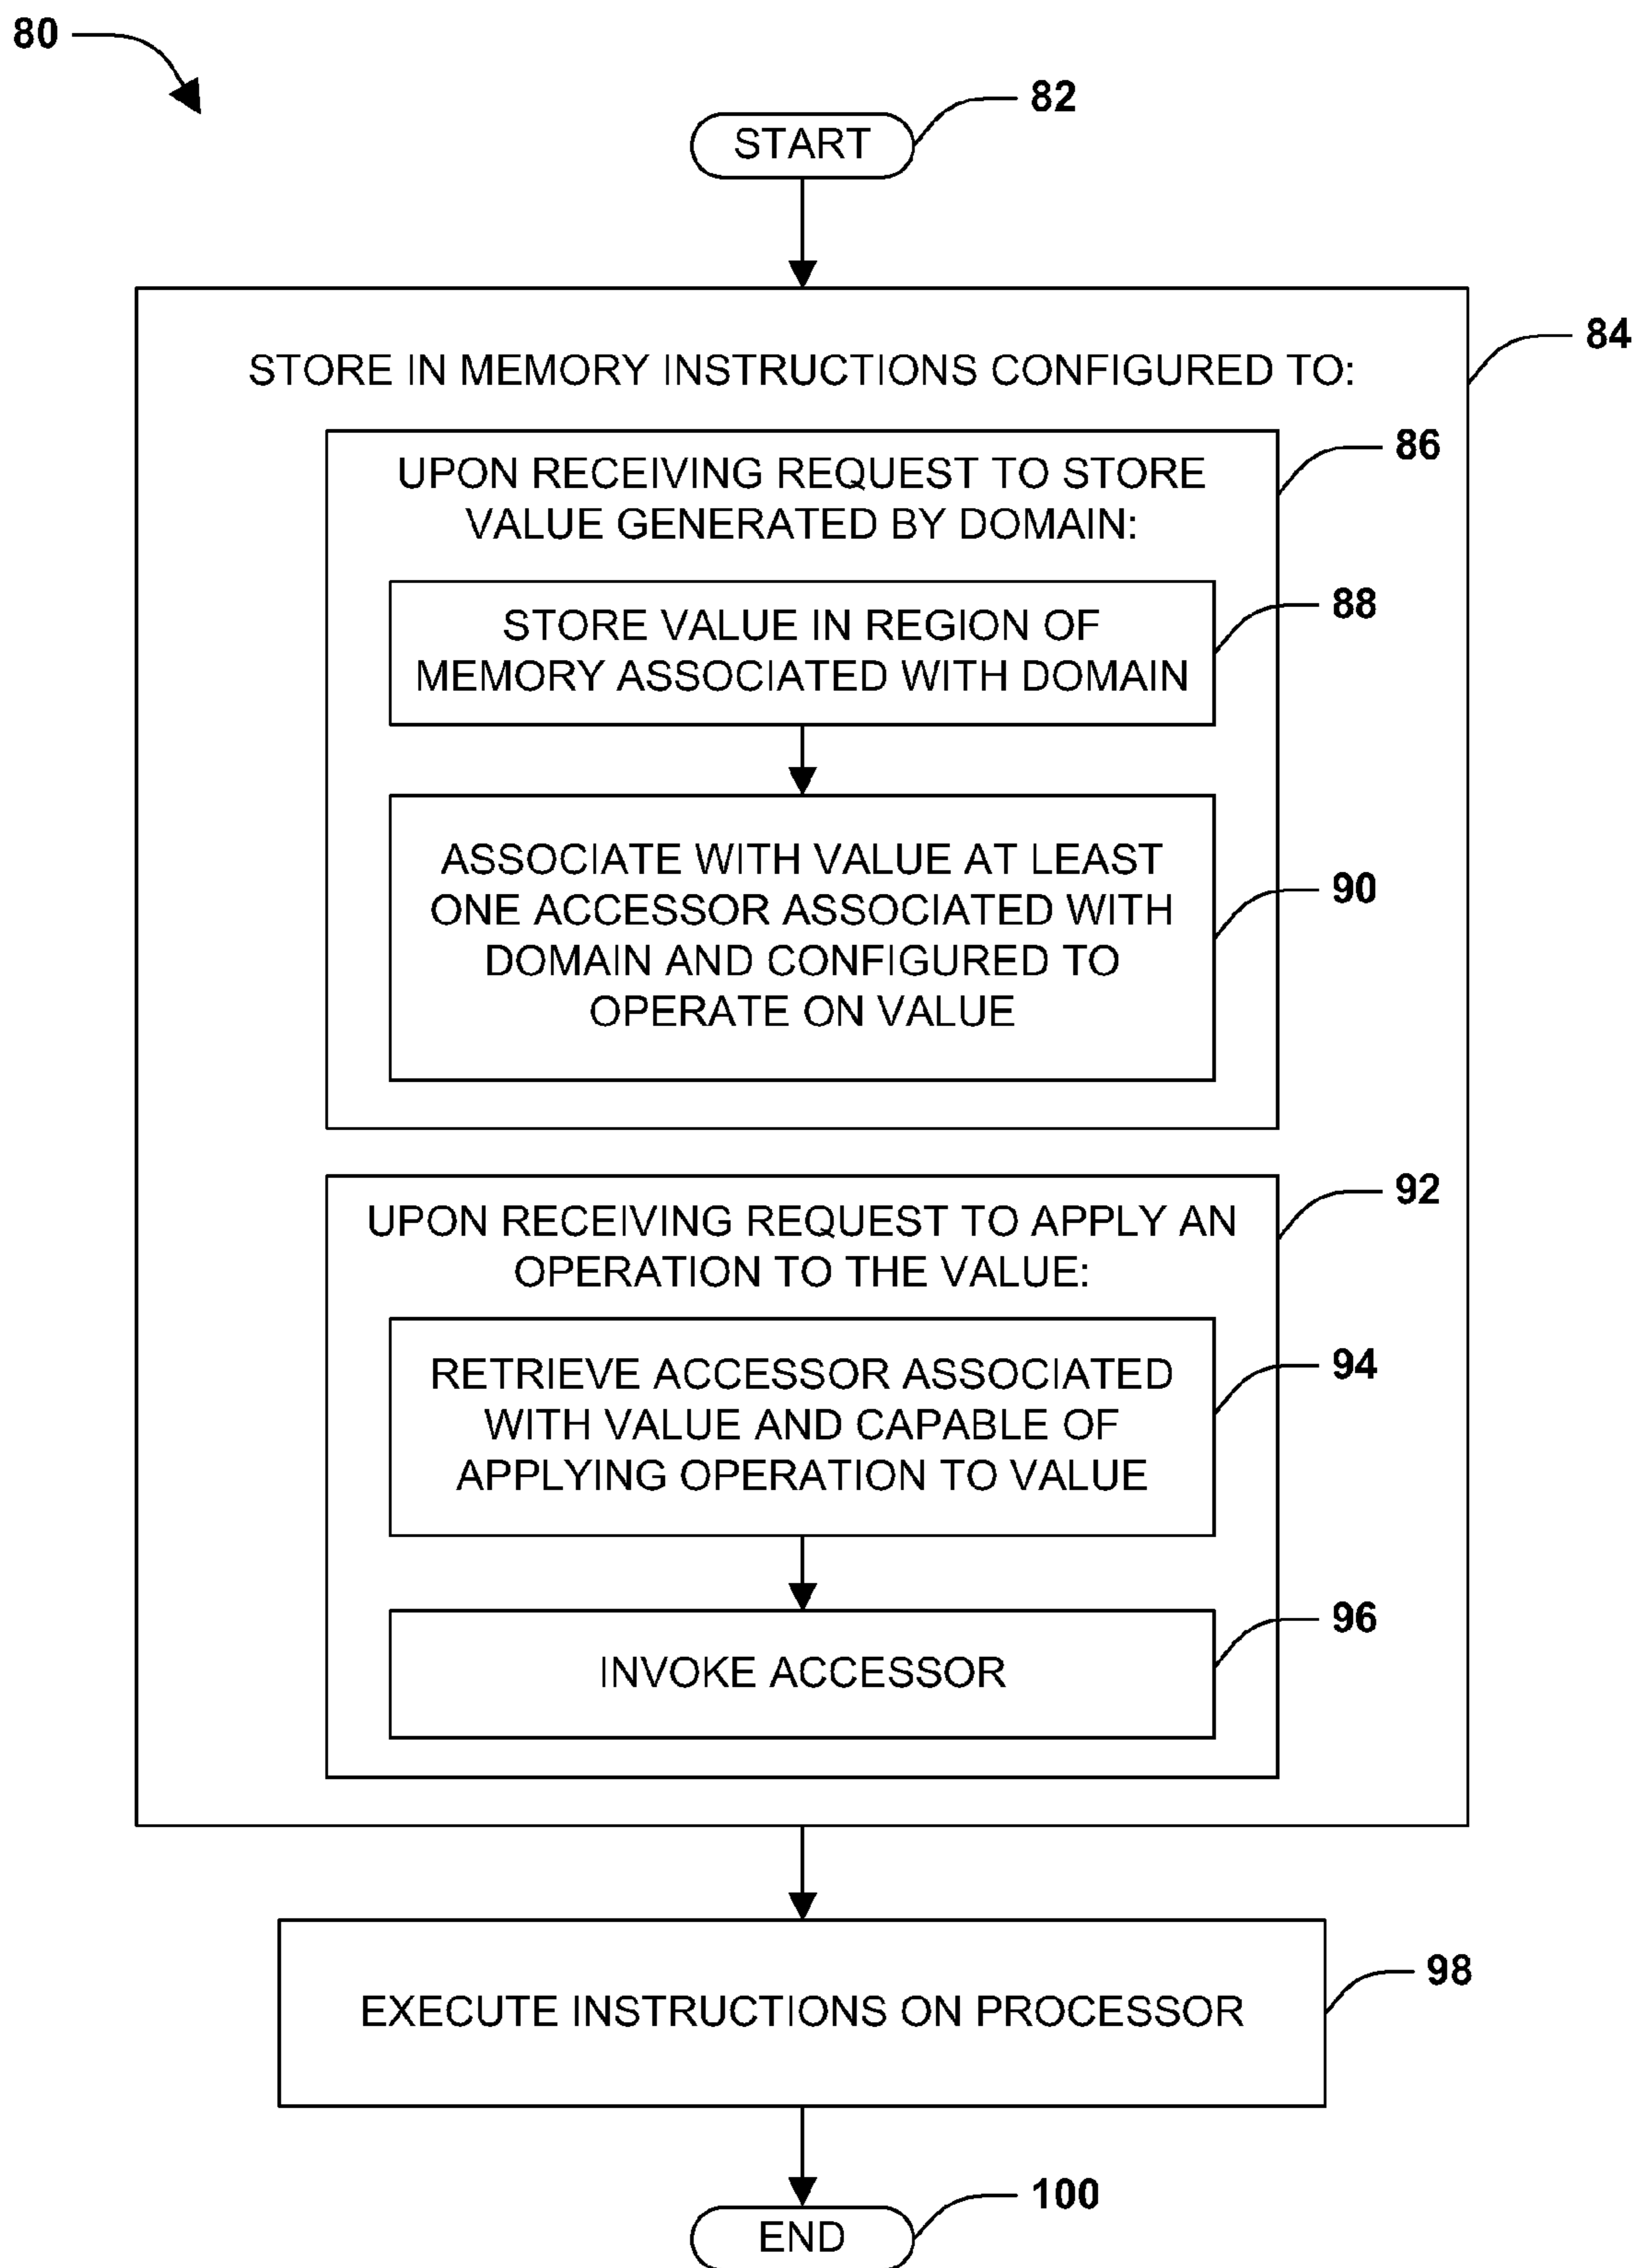 80
82
START
84
STORE IN MEMORY INSTRUCTIONS CONFIGURED TO:
86
UPON RECEIVING REQUEST TO STORE
VALUE GENERATED BY DOMAIN:
88
STORE VALUE IN REGION OF
MEMORY ASSOCIATED WITH DOMAIN
ASSOCIATE WITH VALUE AT LEAST
90
ONE ACCESSOR ASSOCIATED WITH
DOMAIN AND CONFIGURED TO
OPERATE ON VALUE
92
UPON RECEIVING REQUEST TO APPLY AN
OPERATION TO THE VALUE:
94
RETRIEVE ACCESSOR ASSOCIATED
WITH VALUE AND CAPABLE OF
APPLYING OPERATION TO VALUE
96
INVOKE ACCESSOR
98
EXECUTE INSTRUCTIONS ON PROCESSOR
100
END